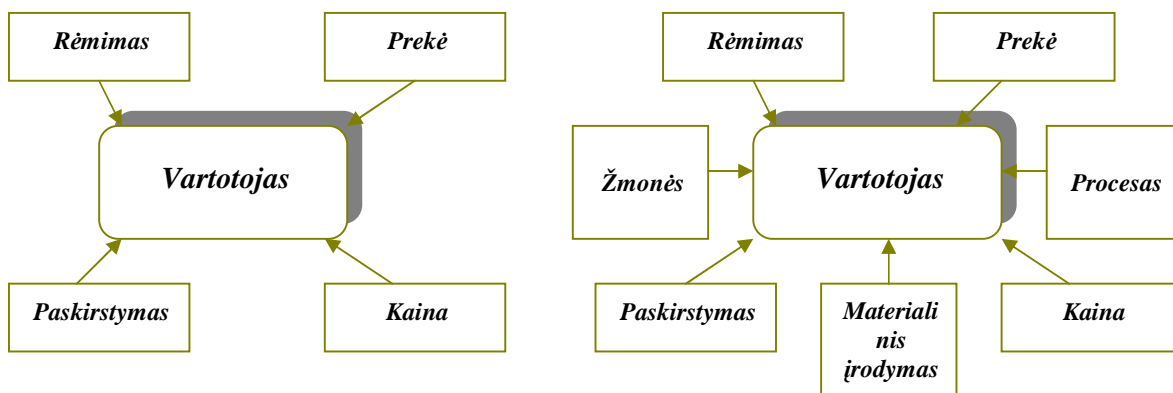 Rėmimas
Prekė
Vartotojas
Paskirstymas
Kaina
Rėmimas
Prekė
Žmonės
Vartotojas
Procesas
Paskirstymas
Materiali
nis
įrodymas
Kaina